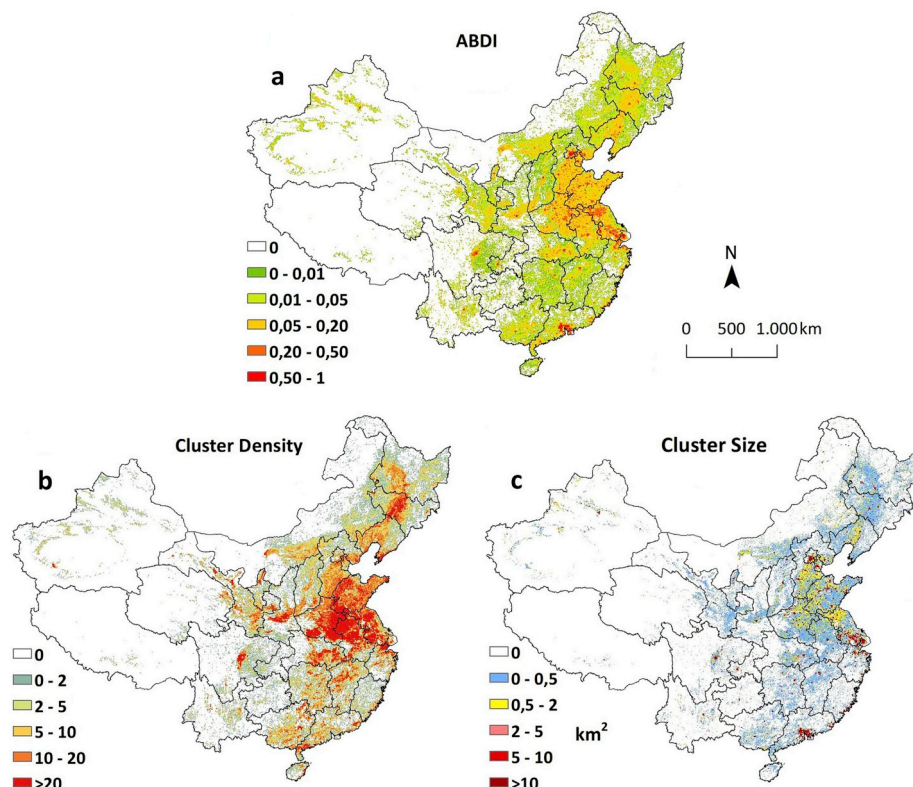 ABDI
a
0
0 - 0,01
0,01 - 0,05
0,05 - 0,20
0,20 - 0,50
0,50 - 1
N
0 500 1.000 km
Cluster Density
b
0
0 - 2
2 - 5
5 - 10
10 - 20
>20
Cluster Size
c
0
0 - 0,5
0,5 - 2
2 - 5
5 - 10
>10
km²